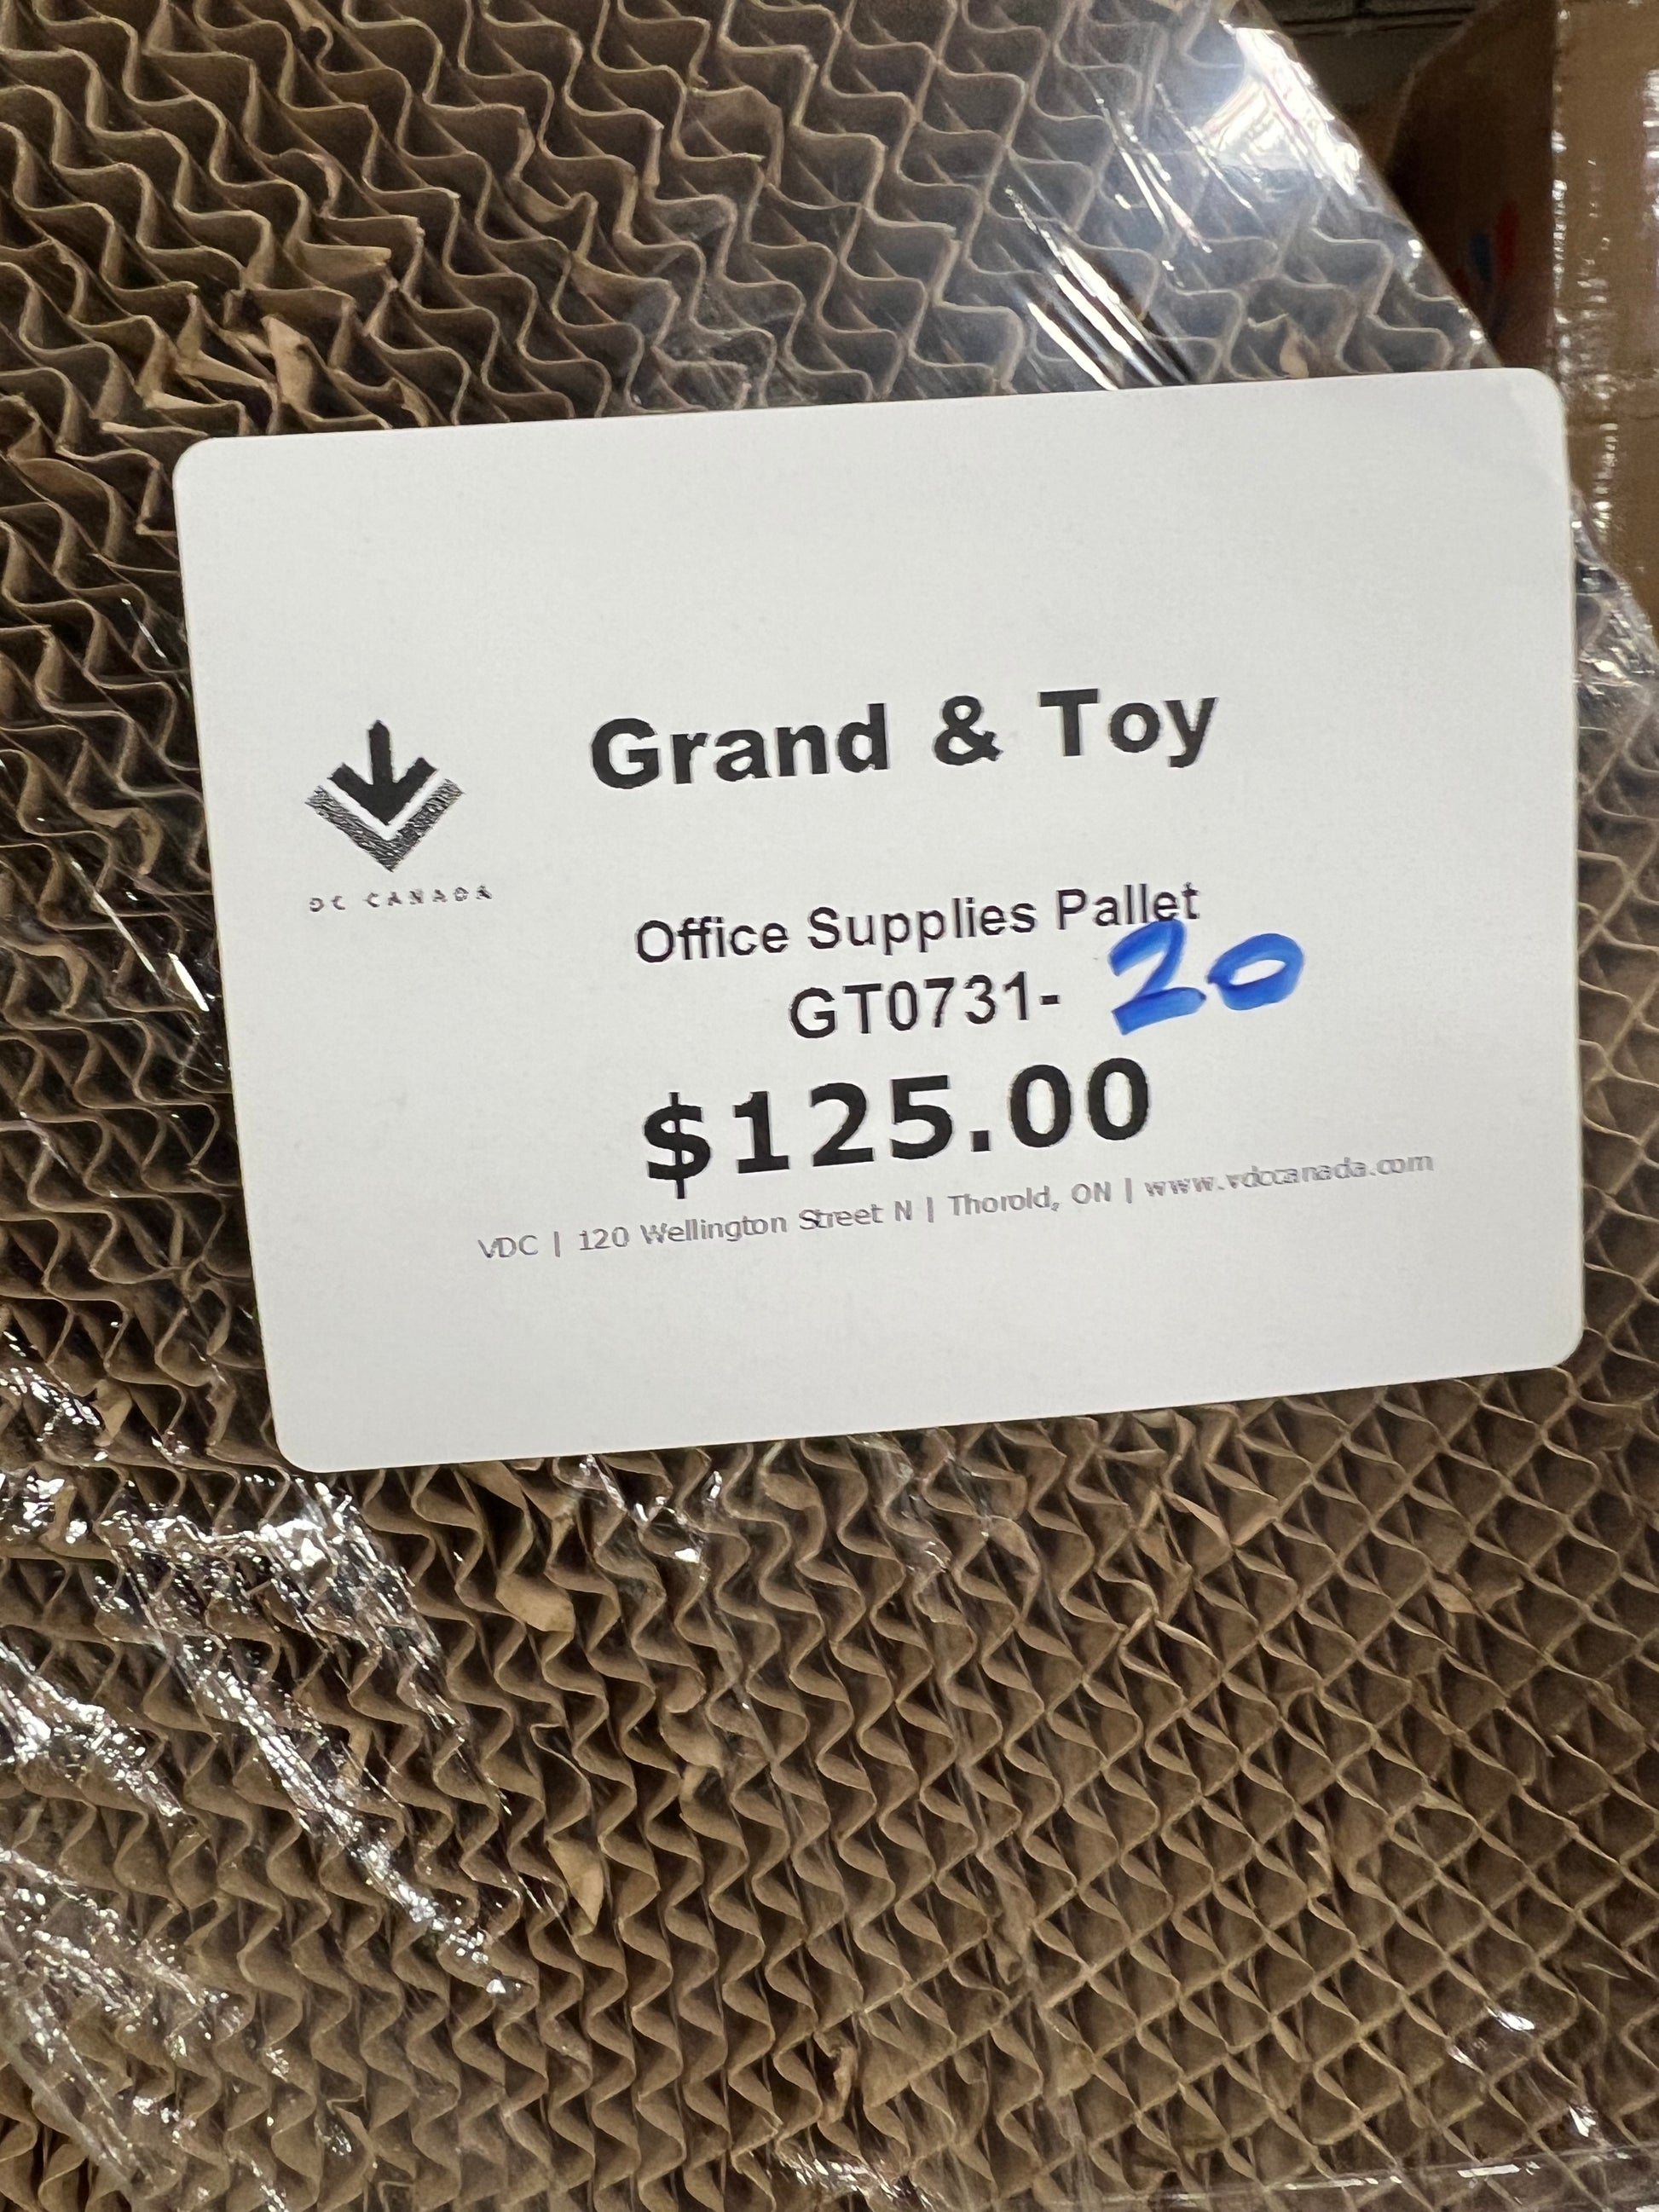 Grand & Toy
DC CANADA
Office Supplies Pallet
GT0731- 20
$125.00
VDC | 120 Wellington Street N | Thorold, ON | www.vdccanada.com